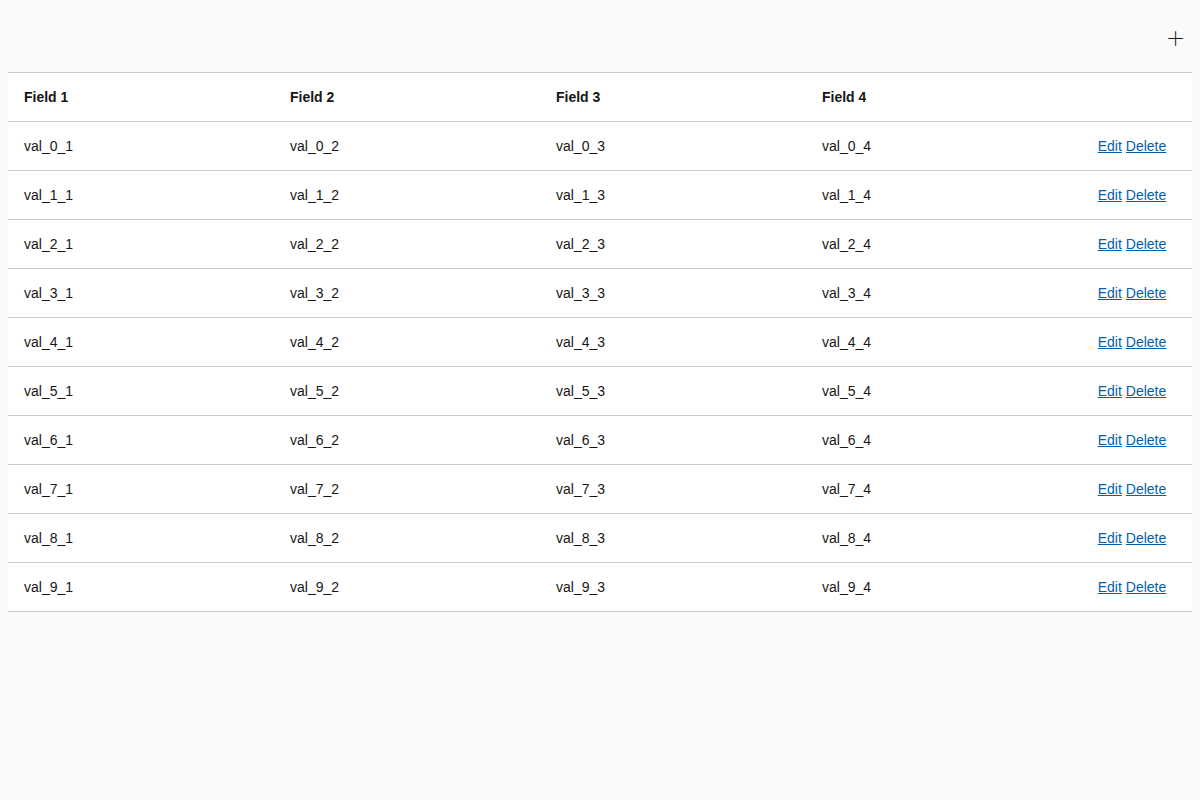 Field 1 Field 2 Field 3 Field 4
val_0_1 val_0_2 val_0_3 val_0_4 Edit Delete
val_1_1 val_1_2 val_1_3 val_1_4 Edit Delete
val_2_1 val_2_2 val_2_3 val_2_4 Edit Delete
val_3_1 val_3_2 val_3_3 val_3_4 Edit Delete
val_4_1 val_4_2 val_4_3 val_4_4 Edit Delete
val_5_1 val_5_2 val_5_3 val_5_4 Edit Delete
val_6_1 val_6_2 val_6_3 val_6_4 Edit Delete
val_7_1 val_7_2 val_7_3 val_7_4 Edit Delete
val_8_1 val_8_2 val_8_3 val_8_4 Edit Delete
val_9_1 val_9_2 val_9_3 val_9_4 Edit Delete